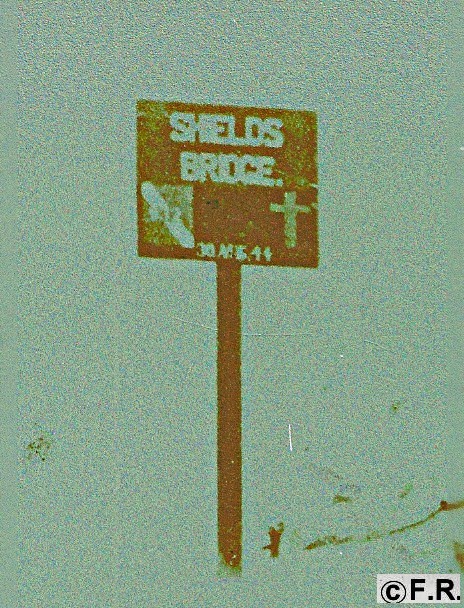 SHIELDS
BRIDGE.
30 AUG. 44
©F.R.